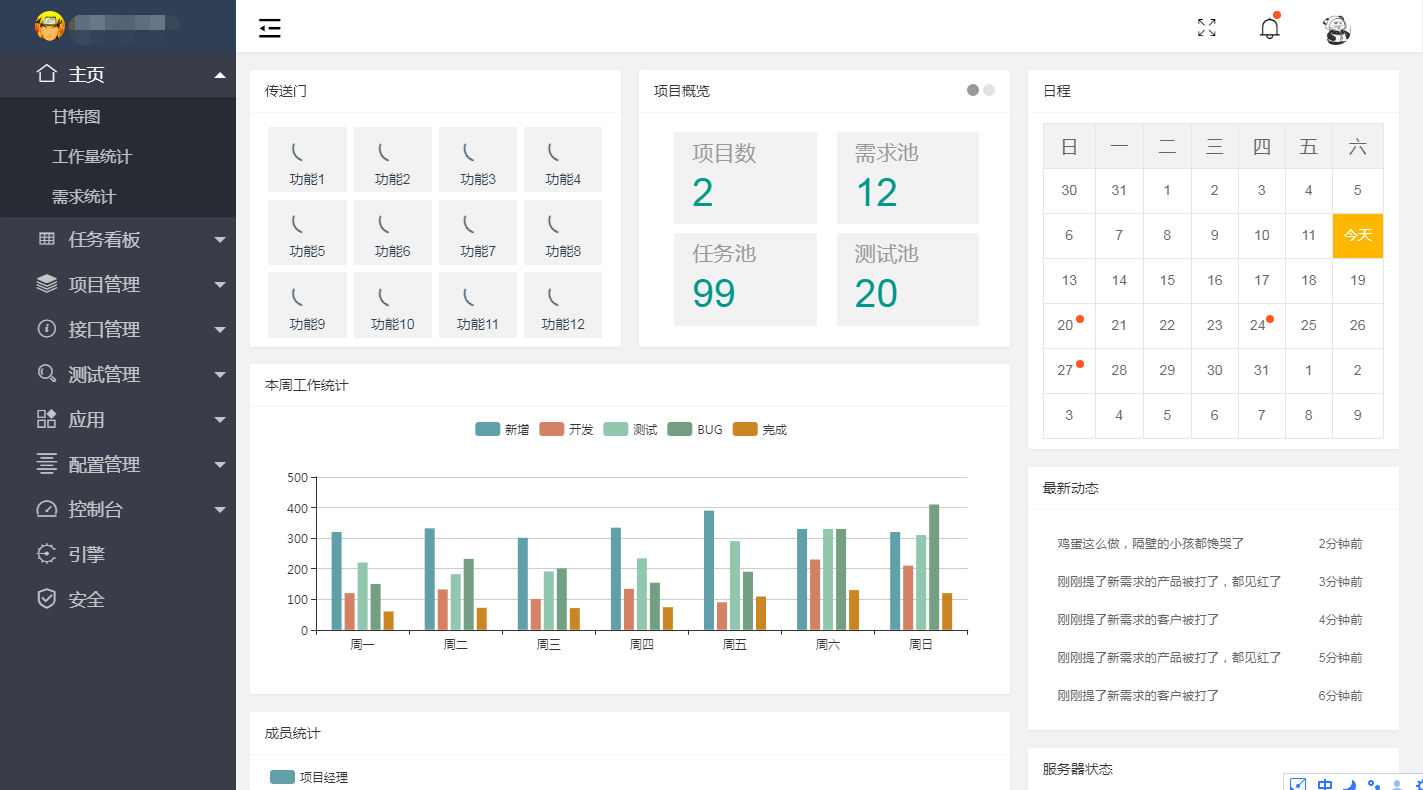 主页
甘特图
工作量统计
需求统计
任务看板
项目管理
接口管理
测试管理
应用
配置管理
控制台
引擎
安全
传送门
功能1 功能2 功能3 功能4
功能5 功能6 功能7 功能8
功能9 功能10 功能11 功能12
项目概览
项目数 需求池
2 12
任务池 测试池
99 20
日程
日 一 二 三 四 五 六
30 31 1 2 3 4 5
6 7 8 9 10 11 今天
13 14 15 16 17 18 19
20 21 22 23 24 25 26
27 28 29 30 31 1 2
3 4 5 6 7 8 9
本周工作统计
新增 开发 测试 BUG 完成
500
400
300
200
100
0
周一 周二 周三 周四 周五 周六 周日
最新动态
鸡蛋这么做，隔壁的小孩都馋哭了 2分钟前
刚刚提了新需求的产品被打了，都见红了 3分钟前
刚刚提了新需求的客户被打了 4分钟前
刚刚提了新需求的产品被打了，都见红了 5分钟前
刚刚提了新需求的客户被打了 6分钟前
成员统计
项目经理
服务器状态
中